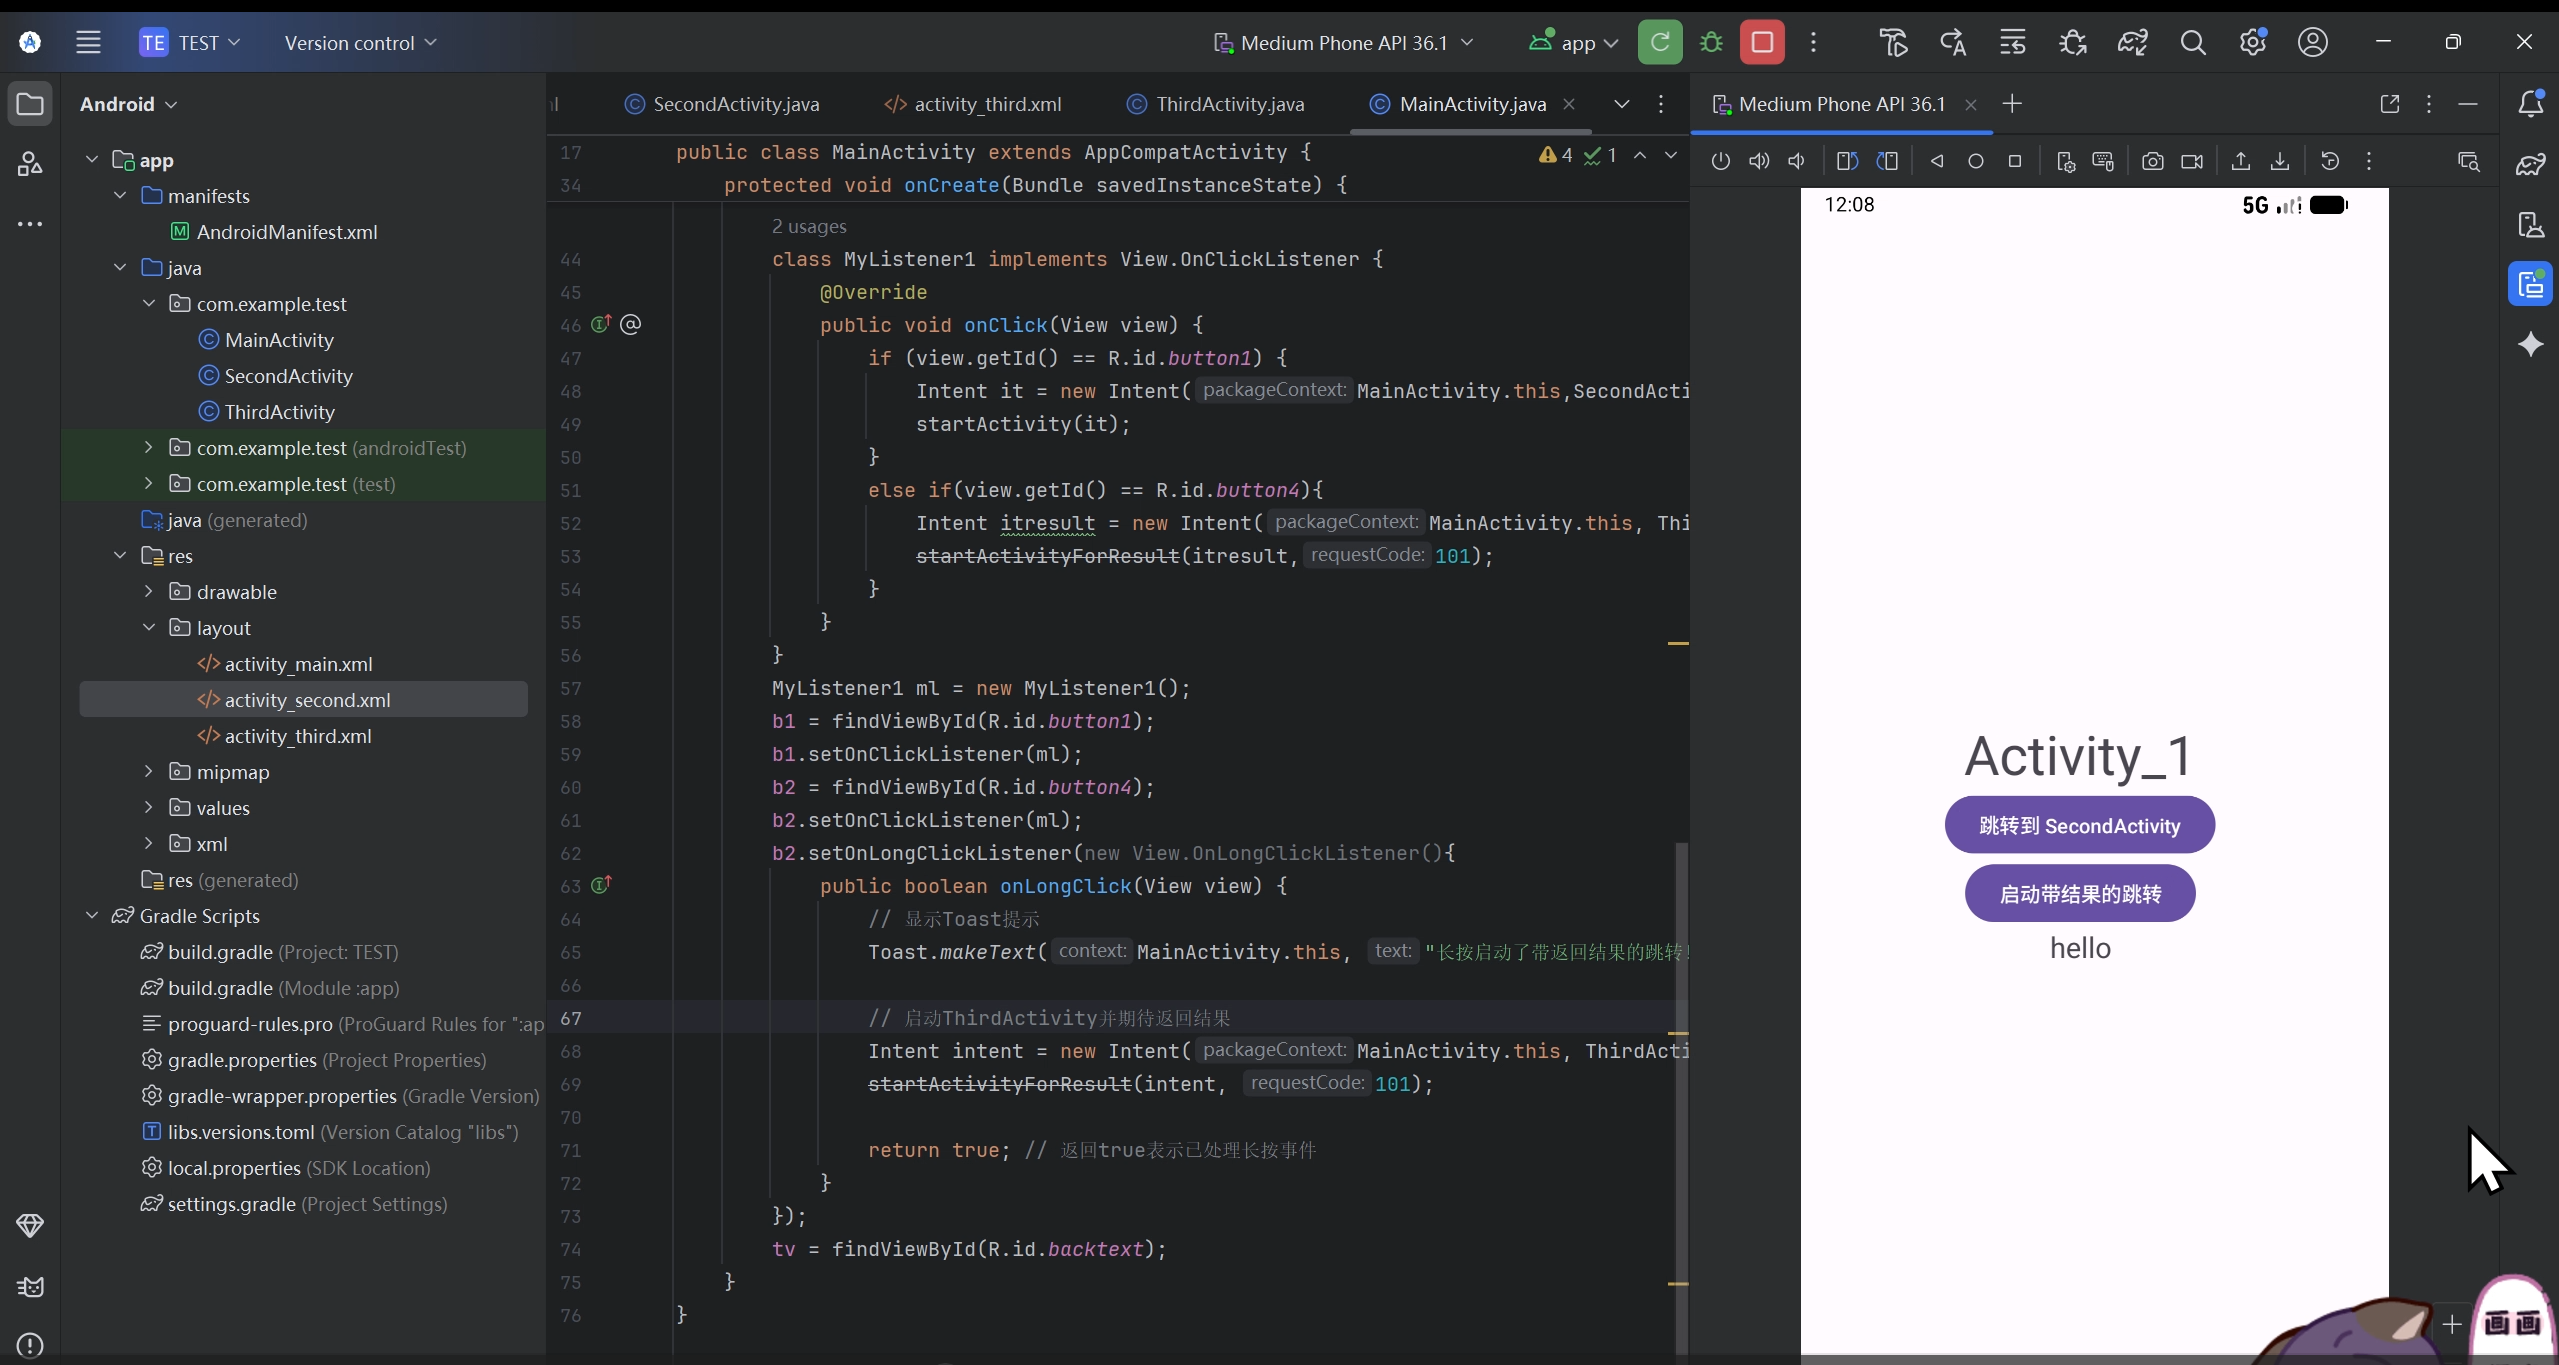 TE TEST Version control Medium Phone API 36.1 app
Android
app
manifests
AndroidManifest.xml
java
com.example.test
MainActivity
SecondActivity
ThirdActivity
com.example.test (androidTest)
com.example.test (test)
java (generated)
res
drawable
layout
activity_main.xml
activity_second.xml
activity_third.xml
mipmap
values
xml
res (generated)
Gradle Scripts
build.gradle (Project: TEST)
build.gradle (Module :app)
proguard-rules.pro (ProGuard Rules for ":ap
gradle.properties (Project Properties)
gradle-wrapper.properties (Gradle Version)
libs.versions.toml (Version Catalog "libs")
local.properties (SDK Location)
settings.gradle (Project Settings)
SecondActivity.java activity_third.xml ThirdActivity.java MainActivity.java
17 public class MainActivity extends AppCompatActivity { 4 1
34 protected void onCreate(Bundle savedInstanceState) {
2 usages
44 class MyListener1 implements View.OnClickListener {
45 @Override
46 public void onClick(View view) {
47 if (view.getId() == R.id.button1) {
48 Intent it = new Intent( packageContext: MainActivity.this,SecondActi
49 startActivity(it);
50 }
51 else if(view.getId() == R.id.button4){
52 Intent itresult = new Intent( packageContext: MainActivity.this, Thi
53 startActivityForResult(itresult, requestCode: 101);
54 }
55 }
56 }
57 MyListener1 ml = new MyListener1();
58 b1 = findViewById(R.id.button1);
59 b1.setOnClickListener(ml);
60 b2 = findViewById(R.id.button4);
61 b2.setOnClickListener(ml);
62 b2.setOnLongClickListener(new View.OnLongClickListener(){
63 public boolean onLongClick(View view) {
64 // 显示Toast提示
65 Toast.makeText( context: MainActivity.this, text: "长按启动了带返回结果的跳转!
66
67 // 启动ThirdActivity并期待返回结果
68 Intent intent = new Intent( packageContext: MainActivity.this, ThirdActi
69 startActivityForResult(intent, requestCode: 101);
70
71 return true; // 返回true表示已处理长按事件
72 }
73 });
74 tv = findViewById(R.id.backtext);
75 }
76 }
Medium Phone API 36.1
12:08 5G
Activity_1
跳转到 SecondActivity
启动带结果的跳转
hello
画画